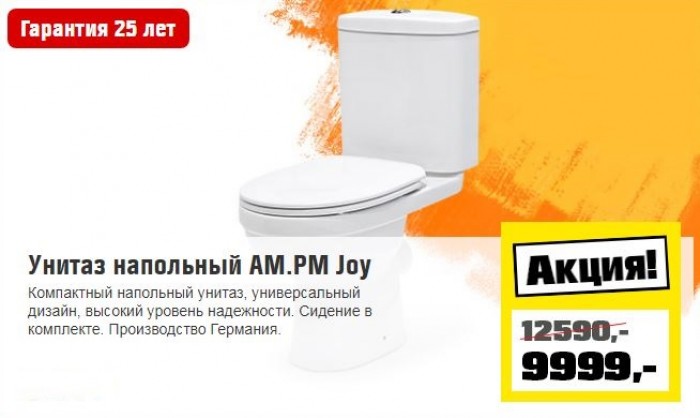 Гарантия 25 лет
Унитаз напольный AM.PM Joy
Компактный напольный унитаз, универсальный
дизайн, высокий уровень надежности. Сидение в
комплекте. Производство Германия.
Акция!
12590,-
9999,-